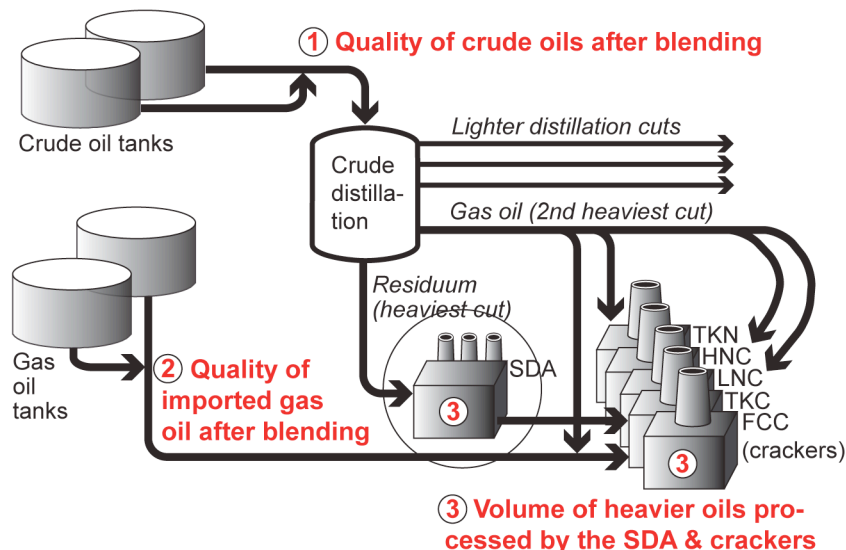 ① Quality of crude oils after blending
Crude oil tanks
Lighter distillation cuts
Crude
distilla-
tion
Gas oil (2nd heaviest cut)
Residuum
(heaviest cut)
TKN
HNC
LNC
TKC
FCC
(crackers)
SDA
③
③
Gas
oil
tanks
② Quality of
imported gas
oil after blending
③ Volume of heavier oils pro-
cessed by the SDA & crackers